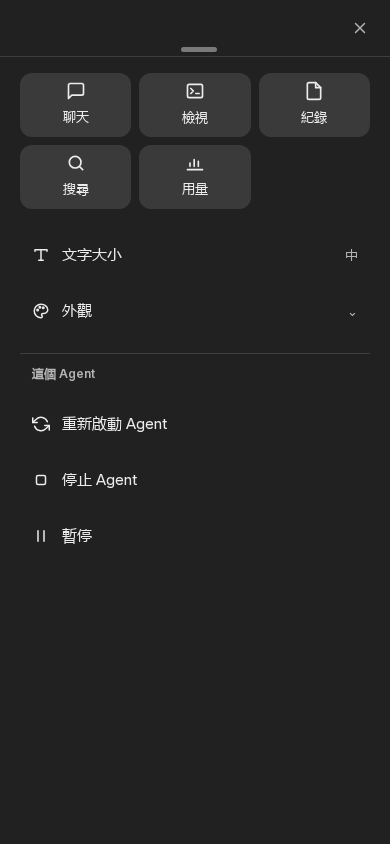 聊天
檢視
紀錄
搜尋
用量
文字大小
中
外觀
這個 Agent
重新啟動 Agent
停止 Agent
暫停